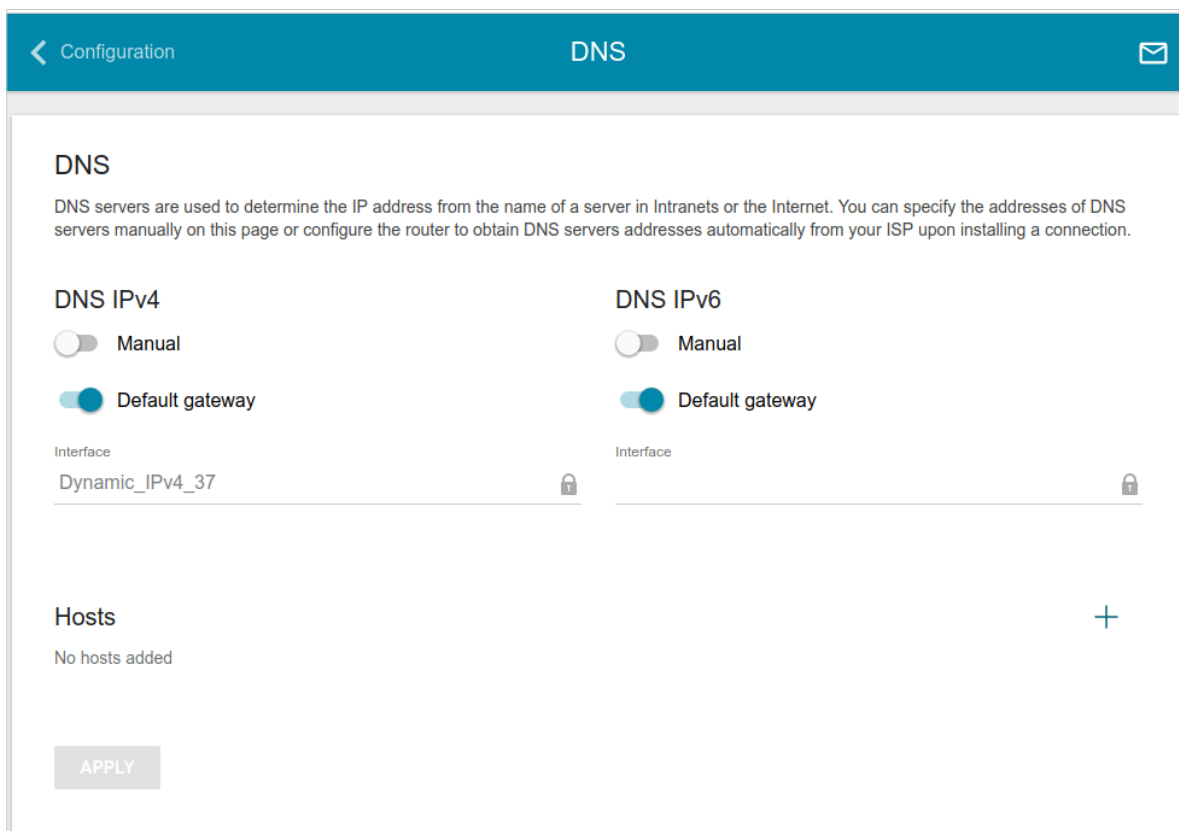 Configuration
DNS
DNS
DNS servers are used to determine the IP address from the name of a server in Intranets or the Internet. You can specify the addresses of DNS
servers manually on this page or configure the router to obtain DNS servers addresses automatically from your ISP upon installing a connection.
DNS IPv4
Manual
Default gateway
Interface
Dynamic_IPv4_37
DNS IPv6
Manual
Default gateway
Interface
Hosts
No hosts added
APPLY